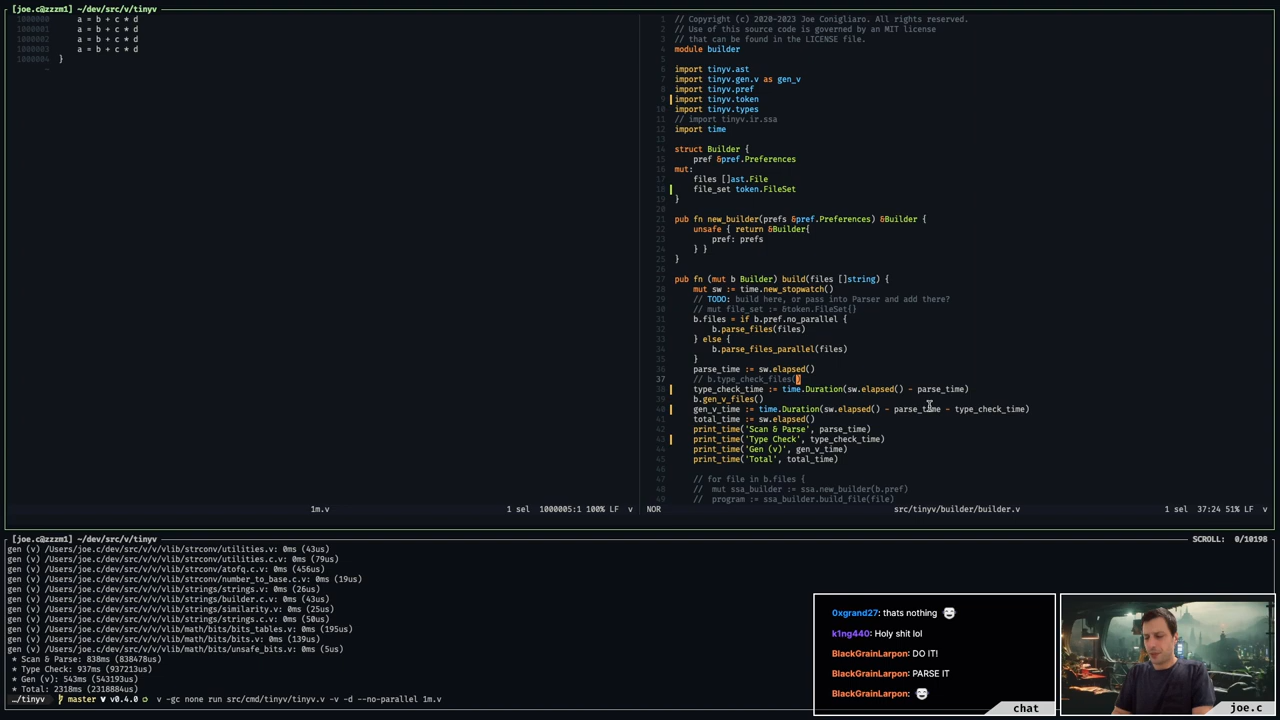 [joe.c@zzzm1] ~/dev/src/v/tinyv
1000000 a = b + c * d
1000001 a = b + c * d
1000002 a = b + c * d
1000003 a = b + c * d
1000004 }
~
1m.v 1 sel 1000005:1 100% LF v
1 // Copyright (c) 2020-2023 Joe Conigliaro. All rights reserved.
2 // Use of this source code is governed by an MIT license
3 // that can be found in the LICENSE file.
4 module builder
5
6 import tinyv.ast
7 import tinyv.gen.v as gen_v
8 import tinyv.pref
9 import tinyv.token
10 import tinyv.types
11 // import tinyv.ir.ssa
12 import time
13
14 struct Builder {
15 pref &pref.Preferences
16 mut:
17 files []ast.File
18 file_set token.FileSet
19 }
20
21 pub fn new_builder(prefs &pref.Preferences) &Builder {
22 unsafe { return &Builder{
23 pref: prefs
24 } }
25 }
26
27 pub fn (mut b Builder) build(files []string) {
28 mut sw := time.new_stopwatch()
29 // TODO: build here, or pass into Parser and add there?
30 // mut file_set := &token.FileSet{}
31 b.files = if b.pref.no_parallel {
32 b.parse_files(files)
33 } else {
34 b.parse_files_parallel(files)
35 }
36 parse_time := sw.elapsed()
37 // b.type_check_files()
38 type_check_time := time.Duration(sw.elapsed() - parse_time)
39 b.gen_v_files()
40 gen_v_time := time.Duration(sw.elapsed() - parse_time - type_check_time)
41 total_time := sw.elapsed()
42 print_time('Scan & Parse', parse_time)
43 print_time('Type Check', type_check_time)
44 print_time('Gen (v)', gen_v_time)
45 print_time('Total', total_time)
46
47 // for file in b.files {
48 // mut ssa_builder := ssa.new_builder(b.pref)
49 // program := ssa_builder.build_file(file)
NOR src/tinyv/builder/builder.v 1 sel 37:24 51% LF v
[joe.c@zzzm1] ~/dev/src/v/tinyv SCROLL: 0/10198
gen (v) /Users/joe.c/dev/src/v/v/vlib/strconv/utilities.v: 0ms (43us)
gen (v) /Users/joe.c/dev/src/v/v/vlib/strconv/utilities.c.v: 0ms (79us)
gen (v) /Users/joe.c/dev/src/v/v/vlib/strconv/atofq.c.v: 0ms (456us)
gen (v) /Users/joe.c/dev/src/v/v/vlib/strconv/number_to_base.c.v: 0ms (19us)
gen (v) /Users/joe.c/dev/src/v/v/vlib/strings/strings.v: 0ms (26us)
gen (v) /Users/joe.c/dev/src/v/v/vlib/strings/builder.c.v: 0ms (43us)
gen (v) /Users/joe.c/dev/src/v/v/vlib/strings/similarity.v: 0ms (25us)
gen (v) /Users/joe.c/dev/src/v/v/vlib/strings/strings.c.v: 0ms (50us)
gen (v) /Users/joe.c/dev/src/v/v/vlib/math/bits/bits_tables.v: 0ms (195us)
gen (v) /Users/joe.c/dev/src/v/v/vlib/math/bits/bits.v: 0ms (139us)
gen (v) /Users/joe.c/dev/src/v/v/vlib/math/bits/unsafe_bits.v: 0ms (5us)
* Scan & Parse: 838ms (838478us)
* Type Check: 937ms (937213us)
* Gen (v): 543ms (543193us)
* Total: 2318ms (2318884us)
…/tinyv master v v0.4.0 v -gc none run src/cmd/tinyv/tinyv.v -v -d --no-parallel 1m.v
0xgrand27: thats nothing
k1ng440: Holy shit lol
BlackGrainLarpon: DO IT!
BlackGrainLarpon: PARSE IT
BlackGrainLarpon:
chat
joe.c